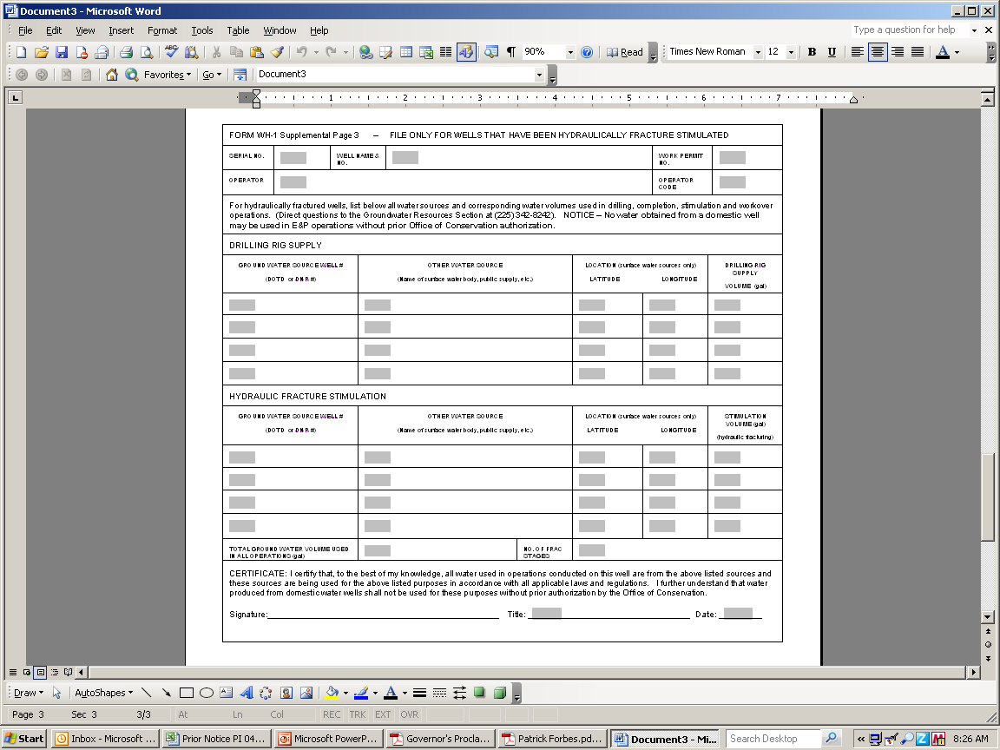 Document3 - Microsoft Word
File Edit View Insert Format Tools Table Window Help Type a question for help
90% Read Times New Roman 12 B U A
Favorites Go Document3
1 2 3 4 5 6 7
FORM WH-1 Supplemental Page 3 – FILE ONLY FOR WELLS THAT HAVE BEEN HYDRAULICALLY FRACTURE STIMULATED
SERIAL NO. WELL NAME & NO. WORK PERMIT NO.
OPERATOR OPERATOR CODE
For hydraulically fractured wells, list below all water sources and corresponding water volumes used in drilling, completion, stimulation and workover
operations. (Direct questions to the Groundwater Resources Section at (225) 342-8242). NOTICE – No water obtained from a domestic well
may be used in E&P operations without prior Office of Conservation authorization.
DRILLING RIG SUPPLY
GROUND WATER SOURCE WELL # OTHER WATER SOURCE LOCATION (surface water sources only) DRILLING RIG SUPPLY
(DOTD or DNR #) (Name of surface water body, public supply, etc.) LATITUDE LONGITUDE VOLUME (gal)
HYDRAULIC FRACTURE STIMULATION
GROUND WATER SOURCE WELL # OTHER WATER SOURCE LOCATION (surface water sources only) STIMULATION VOLUME (gal)
(DOTD or DNR #) (Name of surface water body, public supply, etc.) LATITUDE LONGITUDE (hydraulic fracturing)
TOTAL GROUND WATER VOLUME USED NO. OF FRAC
IN ALL OPERATIONS (gal) STAGES
CERTIFICATE: I certify that, to the best of my knowledge, all water used in operations conducted on this well are from the above listed sources and
these sources are being used for the above listed purposes in accordance with all applicable laws and regulations. I further understand that water
produced from domestic water wells shall not be used for these purposes without prior authorization by the Office of Conservation.
Signature: Title: Date:
Draw AutoShapes A
Page 3 Sec 3 3/3 At Ln Col REC TRK EXT OVR
Start Inbox - Microsoft ... Prior Notice PI 04... Microsoft PowerP... Governor's Procla... Patrick Forbes.pd... Document3 - Mi... Search Desktop « 8:26 AM